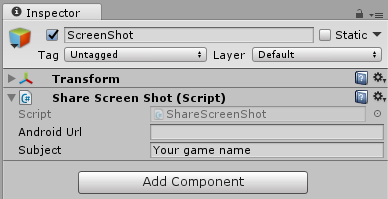 Inspector
ScreenShot
Static
Tag Untagged Layer Default
Transform
Share Screen Shot (Script)
Script ShareScreenShot
Android Url
Subject Your game name
Add Component